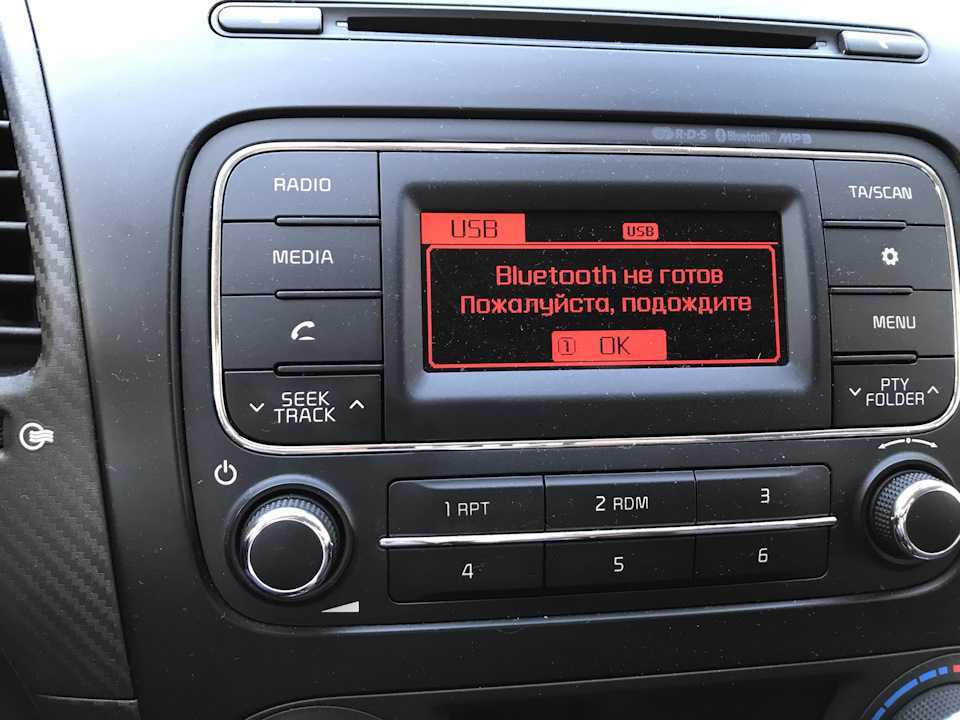 R·D·S Bluetooth MP3
RADIO
MEDIA
SEEK
TRACK
USB
USB
Bluetooth не готов
Пожалуйста, подождите
1 OK
TA/SCAN
MENU
PTY
FOLDER
1 RPT
2 RDM
3
4
5
6